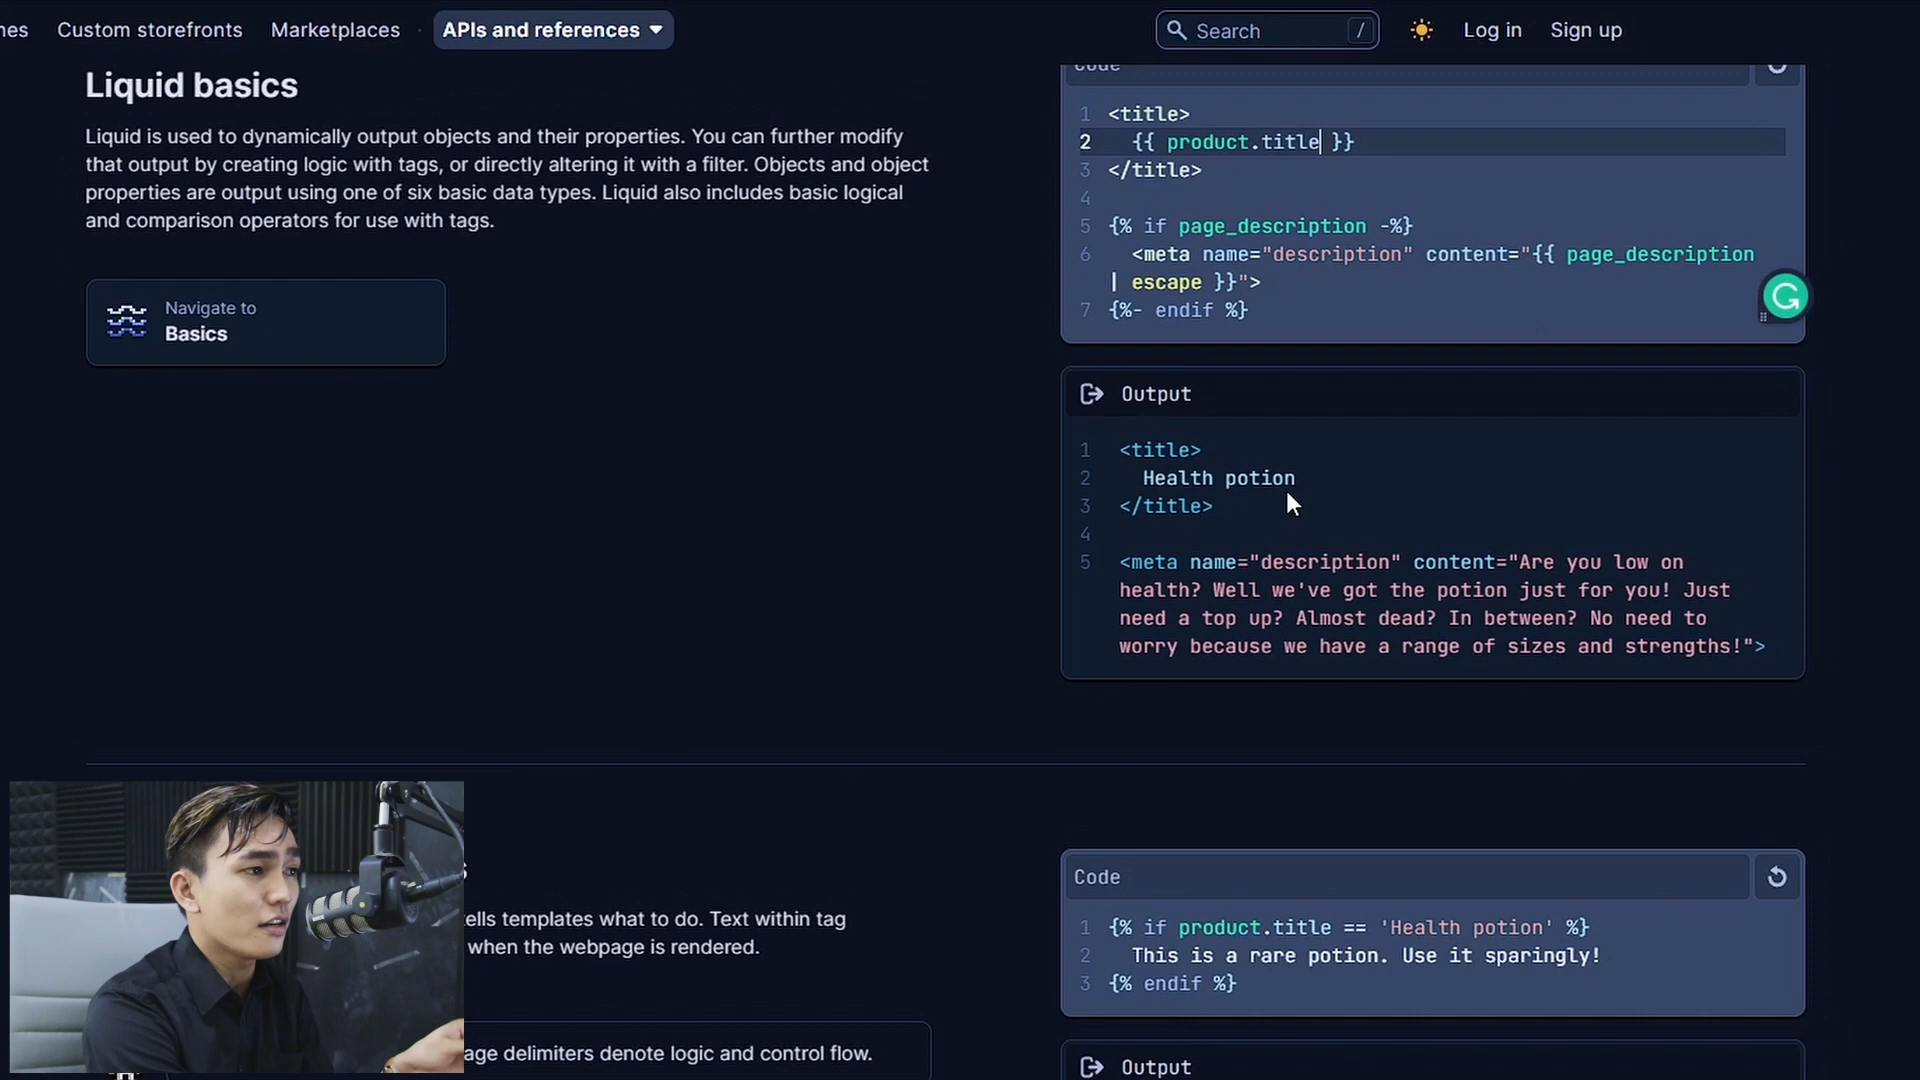 Custom storefronts
Marketplaces
APIs and references
Search
/
Log in
Sign up
Liquid basics
Liquid is used to dynamically output objects and their properties. You can further modify
that output by creating logic with tags, or directly altering it with a filter. Objects and object
properties are output using one of six basic data types. Liquid also includes basic logical
and comparison operators for use with tags.
Navigate to
Basics
Code
1 <title>
2 {{ product.title }}
3 </title>
4
5 {% if page_description -%}
6 <meta name="description" content="{{ page_description
| escape }}">
7 {%- endif %}
Output
1 <title>
2 Health potion
3 </title>
4
5 <meta name="description" content="Are you low on
health? Well we've got the potion just for you! Just
need a top up? Almost dead? In between? No need to
worry because we have a range of sizes and strengths!">
tells templates what to do. Text within tag
when the webpage is rendered.
age delimiters denote logic and control flow.
Code
1 {% if product.title == 'Health potion' %}
2 This is a rare potion. Use it sparingly!
3 {% endif %}
Output